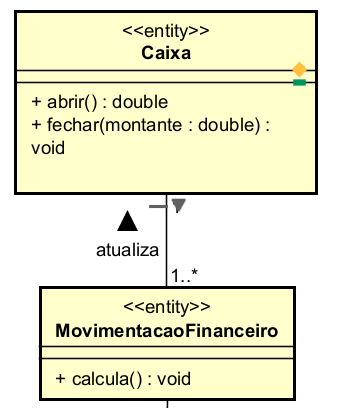 <<entity>>
Caixa
+ abrir() : double
+ fechar(montante : double) :
void
atualiza
1..*
<<entity>>
MovimentacaoFinanceiro
+ calcula() : void